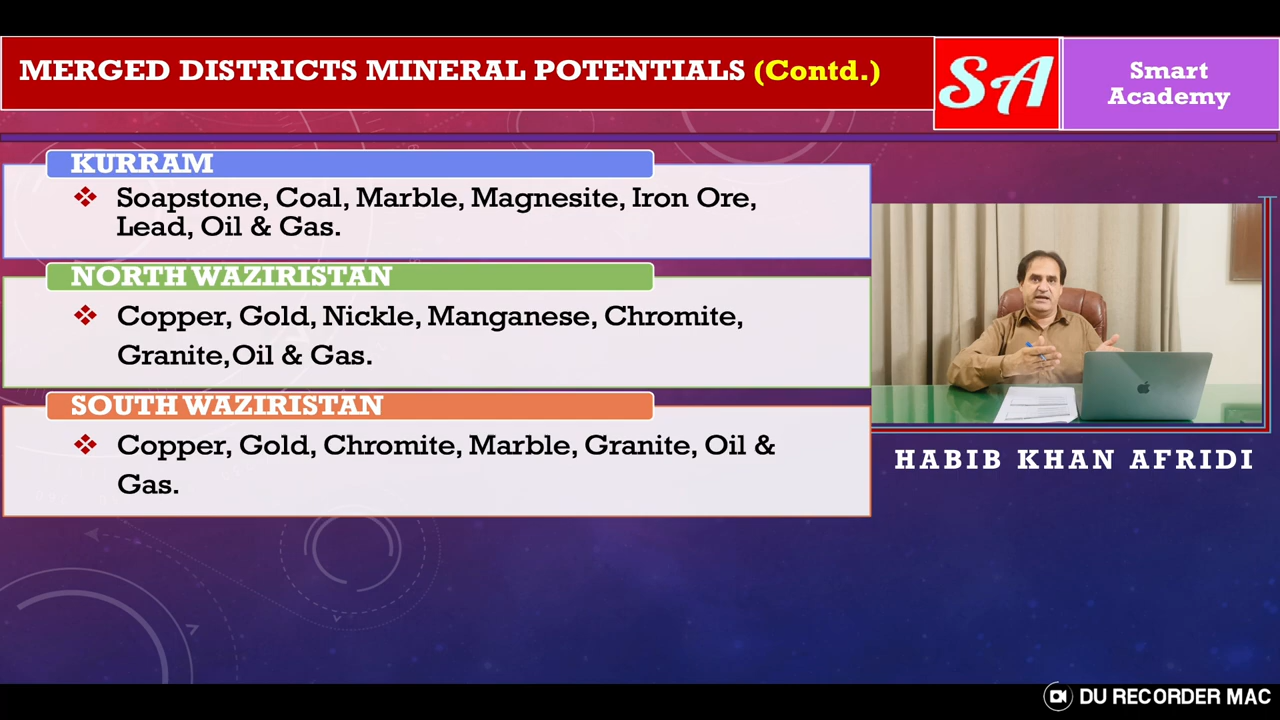 MERGED DISTRICTS MINERAL POTENTIALS (Contd.)
SA
Smart
Academy
KURRAM
❖ Soapstone, Coal, Marble, Magnesite, Iron Ore,
Lead, Oil & Gas.
NORTH WAZIRISTAN
❖ Copper, Gold, Nickle, Manganese, Chromite,
Granite,Oil & Gas.
SOUTH WAZIRISTAN
❖ Copper, Gold, Chromite, Marble, Granite, Oil &
Gas.
HABIB KHAN AFRIDI
DU RECORDER MAC